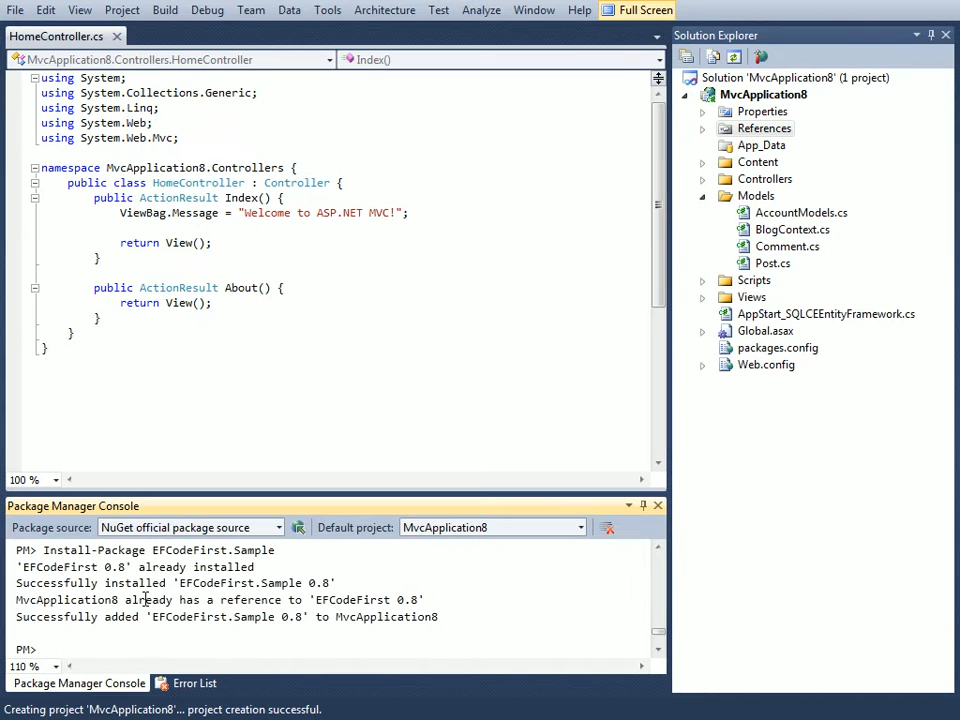 File Edit View Project Build Debug Team Data Tools Architecture Test Analyze Window Help Full Screen
HomeController.cs
MvcApplication8.Controllers.HomeController Index()
using System;
using System.Collections.Generic;
using System.Linq;
using System.Web;
using System.Web.Mvc;
namespace MvcApplication8.Controllers {
public class HomeController : Controller {
public ActionResult Index() {
ViewBag.Message = "Welcome to ASP.NET MVC!";
return View();
}
public ActionResult About() {
return View();
}
}
}
100 %
Package Manager Console
Package source: NuGet official package source Default project: MvcApplication8
PM> Install-Package EFCodeFirst.Sample
'EFCodeFirst 0.8' already installed
Successfully installed 'EFCodeFirst.Sample 0.8'
MvcApplication8 already has a reference to 'EFCodeFirst 0.8'
Successfully added 'EFCodeFirst.Sample 0.8' to MvcApplication8
PM>
110 %
Package Manager Console Error List
Creating project 'MvcApplication8'... project creation successful.
Solution Explorer
Solution 'MvcApplication8' (1 project)
MvcApplication8
Properties
References
App_Data
Content
Controllers
Models
AccountModels.cs
BlogContext.cs
Comment.cs
Post.cs
Scripts
Views
AppStart_SQLCEEntityFramework.cs
Global.asax
packages.config
Web.config